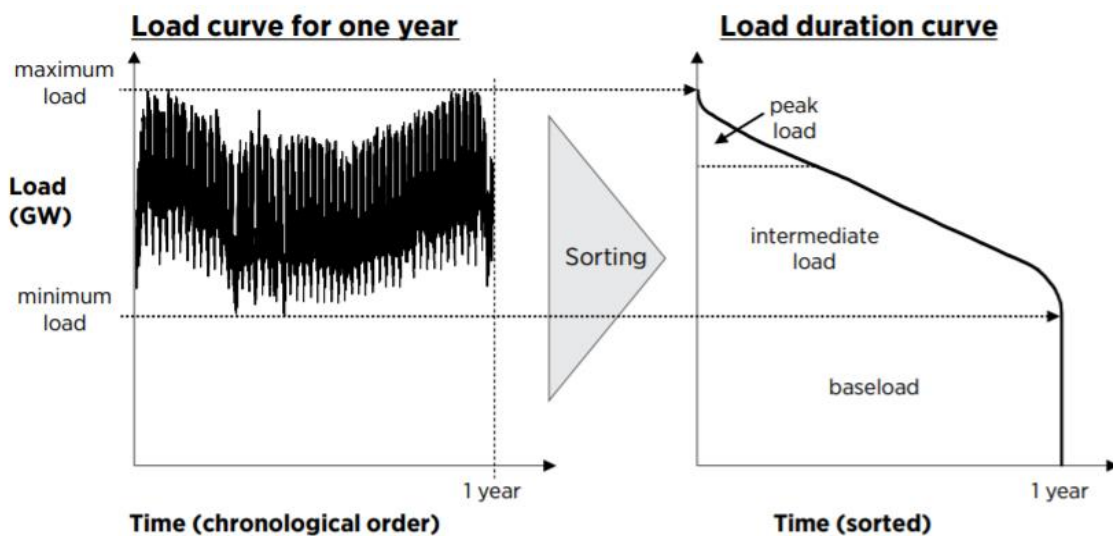 Load curve for one year
maximum
load
Load
(GW)
minimum
load
1 year
Time (chronological order)
Sorting
Load duration curve
peak
load
intermediate
load
baseload
1 year
Time (sorted)